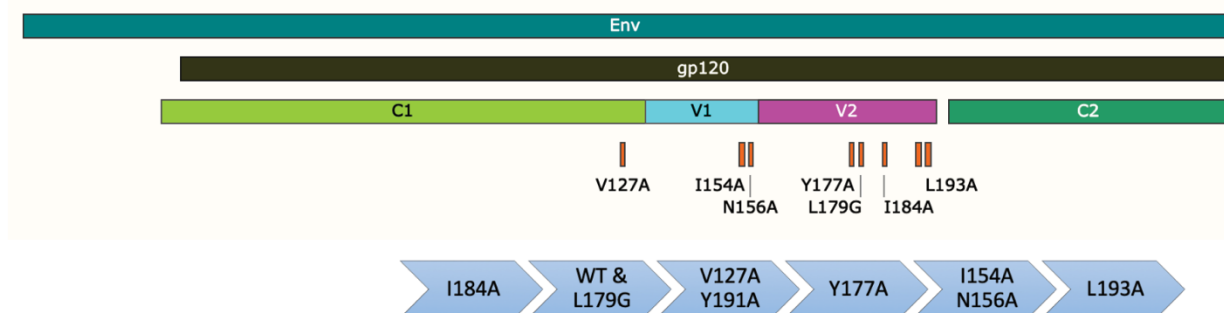 Env
gp120
C1 V1 V2 C2
V127A I154A Y177A L193A
N156A L179G I184A
I184A WT & V127A Y177A I154A L193A
L179G Y191A N156A